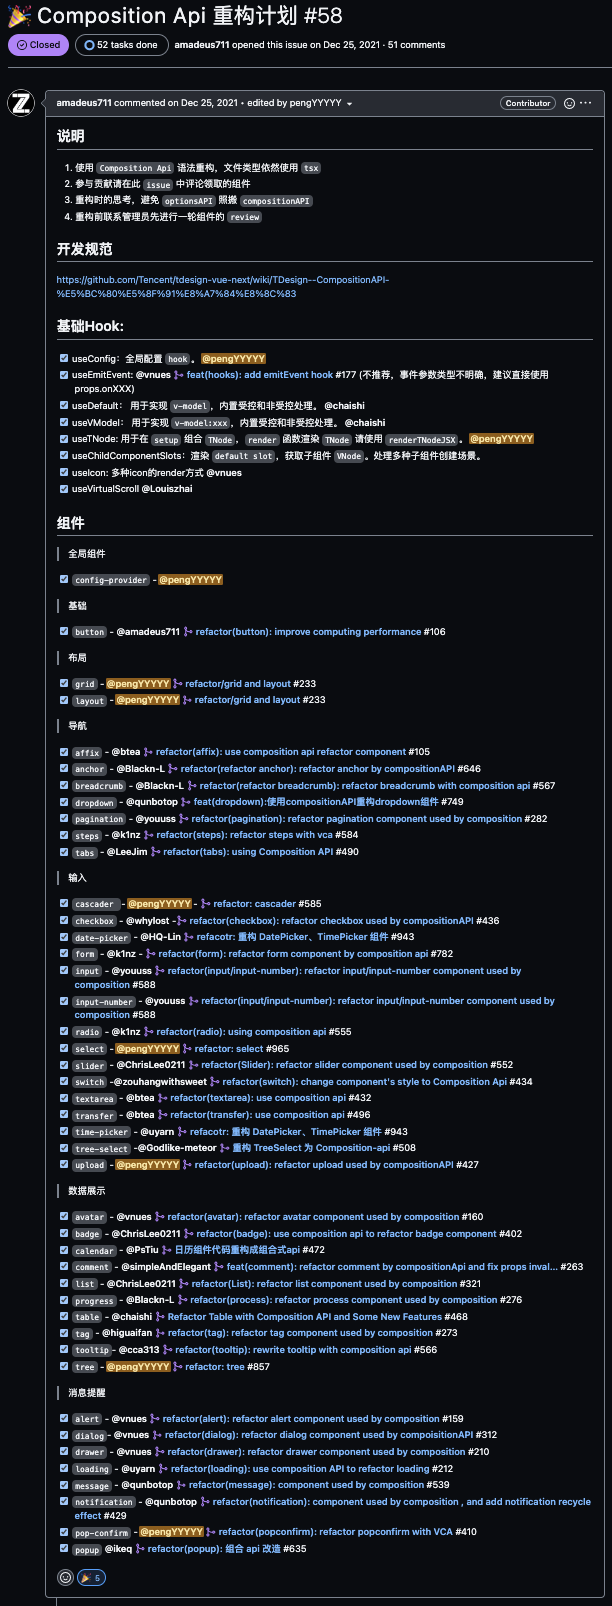 🎉 Composition Api 重构计划 #58
Closed 52 tasks done amadeus711 opened this issue on Dec 25, 2021 · 51 comments
amadeus711 commented on Dec 25, 2021 • edited by pengYYYYY Contributor
说明
1. 使用 Composition Api 语法重构，文件类型依然使用 tsx
2. 参与贡献请在此 issue 中评论领取的组件
3. 重构时的思考，避免 optionsAPI 照搬 compositionAPI
4. 重构前联系管理员先进行一轮组件的 review
开发规范
https://github.com/Tencent/tdesign-vue-next/wiki/TDesign--CompositionAPI-
%E5%BC%80%E5%8F%91%E8%A7%84%E8%8C%83
基础Hook:
useConfig：全局配置 hook 。@pengYYYYY
useEmitEvent: @vnues feat(hooks): add emitEvent hook #177 (不推荐，事件参数类型不明确，建议直接使用
props.onXXX)
useDefault： 用于实现 v-model，内置受控和非受控处理。 @chaishi
useVModel： 用于实现 v-model:xxx，内置受控和非受控处理。 @chaishi
useTNode: 用于在 setup 组合 TNode，render 函数渲染 TNode 请使用 renderTNodeJSX 。@pengYYYYY
useChildComponentSlots：渲染 default slot，获取子组件 VNode。处理多种子组件创建场景。
useIcon: 多种icon的render方式 @vnues
useVirtualScroll @Louiszhai
组件
全局组件
config-provider - @pengYYYYY
基础
button - @amadeus711 refactor(button): improve computing performance #106
布局
grid - @pengYYYYY refactor/grid and layout #233
layout - @pengYYYYY refactor/grid and layout #233
导航
affix - @btea refactor(affix): use composition api refactor component #105
anchor - @Blackn-L refactor(refactor anchor): refactor anchor by compositionAPI #646
breadcrumb - @Blackn-L refactor(refactor breadcrumb): refactor breadcrumb with composition api #567
dropdown - @qunbotop feat(dropdown):使用compositionAPI重构dropdown组件 #749
pagination - @youuss refactor(pagination): refactor pagination component used by composition #282
steps - @k1nz refactor(steps): refactor steps with vca #584
tabs - @LeeJim refactor(tabs): using Composition API #490
输入
cascader - @pengYYYYY - refactor: cascader #585
checkbox - @whylost - refactor(checkbox): refactor checkbox used by compositionAPI #436
date-picker - @HQ-Lin refacotr: 重构 DatePicker、TimePicker 组件 #943
form - @k1nz - refactor(form): refactor form component by composition api #782
input - @youuss refactor(input/input-number): refactor input/input-number component used by
composition #588
input-number - @youuss refactor(input/input-number): refactor input/input-number component used by
composition #588
radio - @k1nz refactor(radio): using composition api #555
select - @pengYYYYY refactor: select #965
slider - @ChrisLee0211 refactor(Slider): refactor slider component used by composition #552
switch -@zouhangwithsweet refactor(switch): change component's style to Composition Api #434
textarea - @btea refactor(textarea): use composition api #432
transfer - @btea refactor(transfer): use composition api #496
time-picker - @uyarn refacotr: 重构 DatePicker、TimePicker 组件 #943
tree-select -@Godlike-meteor 重构 TreeSelect 为 Composition-api #508
upload - @pengYYYYY refactor(upload): refactor upload used by compositionAPI #427
数据展示
avatar - @vnues refactor(avatar): refactor avatar component used by composition #160
badge - @ChrisLee0211 refactor(badge): use composition api to refactor badge component #402
calendar - @PsTiu 日历组件代码重构成组合式api #472
comment - @simpleAndElegant feat(comment): refactor comment by compositionApi and fix props inval... #263
list - @ChrisLee0211 refactor(List): refactor list component used by composition #321
progress - @Blackn-L refactor(process): refactor process component used by composition #276
table - @chaishi Refactor Table with Composition API and Some New Features #468
tag - @higuaifan refactor(tag): refactor tag component used by composition #273
tooltip - @cca313 refactor(tooltip): rewrite tooltip with composition api #566
tree - @pengYYYYY refactor: tree #857
消息提醒
alert - @vnues refactor(alert): refactor alert component used by composition #159
dialog - @vnues refactor(dialog): refactor dialog component used by compoisitionAPI #312
drawer - @vnues refactor(drawer): refactor drawer component used by composition #210
loading - @uyarn refactor(loading): use composition API to refactor loading #212
message - @qunbotop refactor(message): component used by composition #539
notification - @qunbotop refactor(notification): component used by composition , and add notification recycle
effect #429
pop-confirm - @pengYYYYY refactor(popconfirm): refactor popconfirm with VCA #410
popup @ikeq refactor(popup): 组合 api 改造 #635
🎉 5